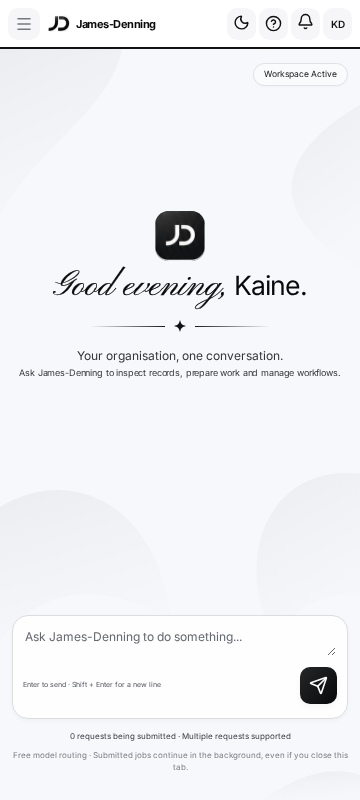 JD James-Denning KD
Workspace Active
JD
Good evening, Kaine.
Your organisation, one conversation.
Ask James-Denning to inspect records, prepare work and manage workflows.
Ask James-Denning to do something...
Enter to send · Shift + Enter for a new line
0 requests being submitted · Multiple requests supported
Free model routing · Submitted jobs continue in the background, even if you close this
tab.